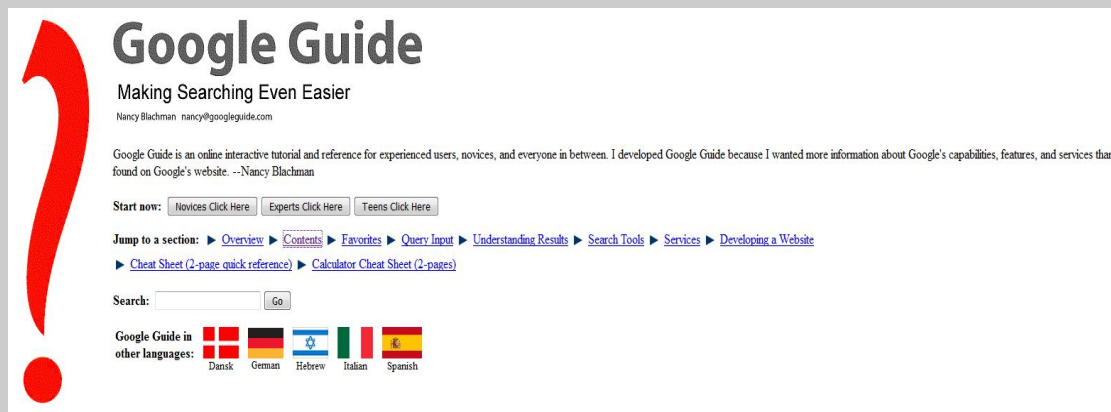 Google Guide
Making Searching Even Easier
Nancy Blachman nancy@googleguide.com
Google Guide is an online interactive tutorial and reference for experienced users, novices, and everyone in between. I developed Google Guide because I wanted more information about Google's capabilities, features, and services than
found on Google's website. --Nancy Blachman
Start now: Novices Click Here Experts Click Here Teens Click Here
Jump to a section: ► Overview ► Contents ► Favorites ► Query Input ► Understanding Results ► Search Tools ► Services ► Developing a Website
► Cheat Sheet (2-page quick reference) ► Calculator Cheat Sheet (2-pages)
Search: Go
Google Guide in
other languages:
Dansk German Hebrew Italian Spanish